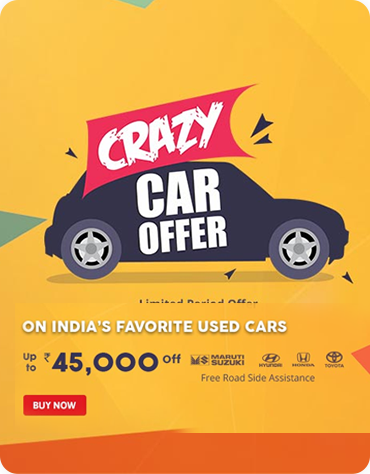 CRAZY
CAR
OFFER
Limited Period Offer
ON INDIA'S FAVORITE USED CARS
Up to ₹ 45,000 Off MARUTI SUZUKI HYUNDAI HONDA TOYOTA
Free Road Side Assistance
BUY NOW